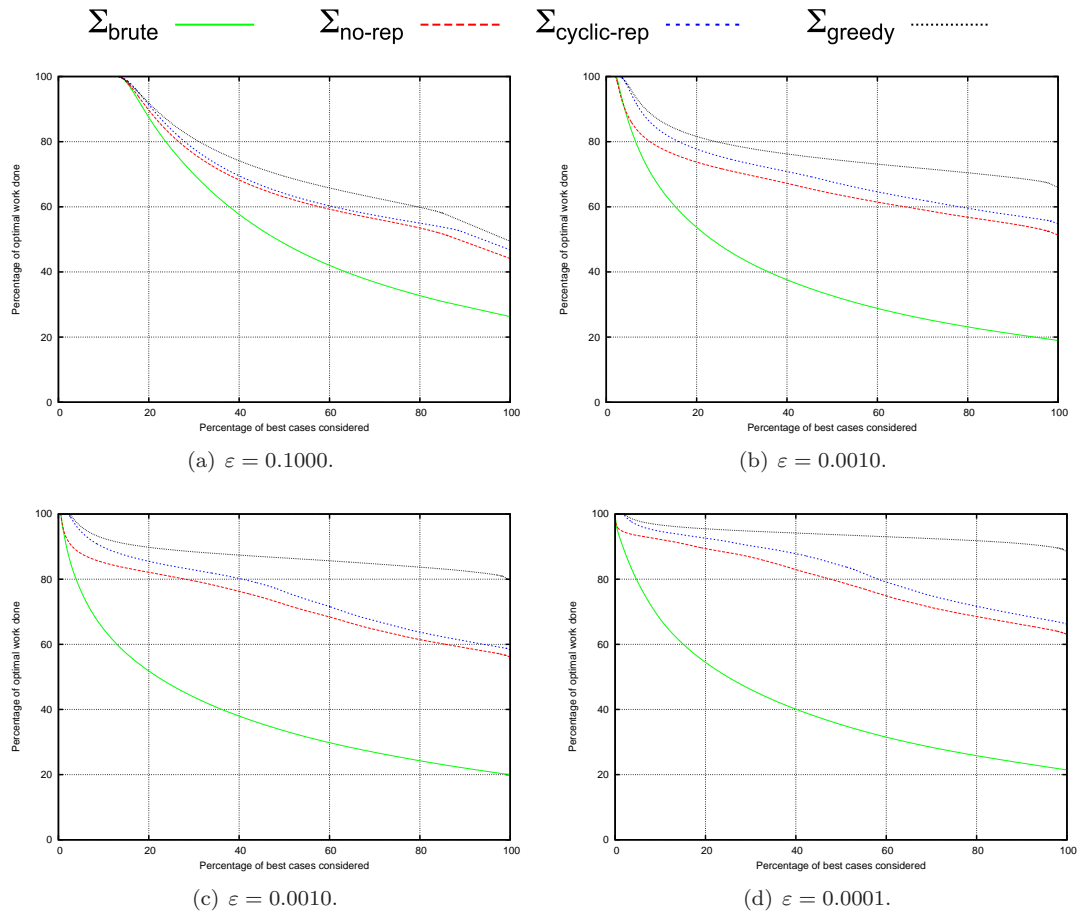 Σbrute Σno-rep Σcyclic-rep Σgreedy
100
80
60
40
20
0
Percentage of optimal work done
0 20 40 60 80 100
Percentage of best cases considered
(a) ε = 0.1000.
100
80
60
40
20
0
Percentage of optimal work done
0 20 40 60 80 100
Percentage of best cases considered
(b) ε = 0.0010.
100
80
60
40
20
0
Percentage of optimal work done
0 20 40 60 80 100
Percentage of best cases considered
(c) ε = 0.0010.
100
80
60
40
20
0
Percentage of optimal work done
0 20 40 60 80 100
Percentage of best cases considered
(d) ε = 0.0001.